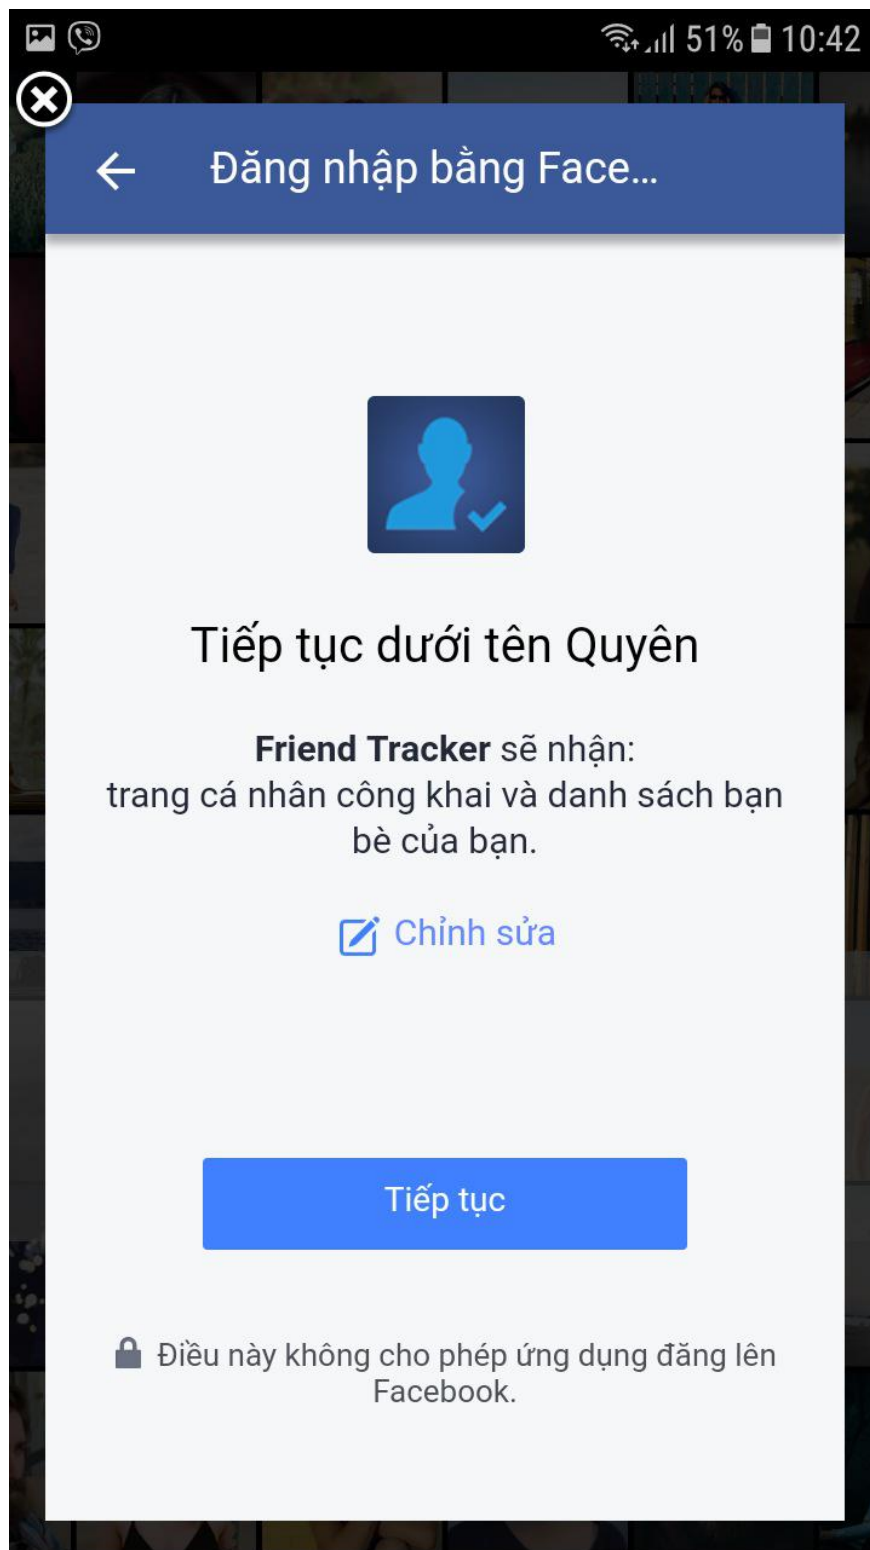 51% 10:42
Đăng nhập bằng Face...
Tiếp tục dưới tên Quyên
Friend Tracker sẽ nhận:
trang cá nhân công khai và danh sách bạn
bè của bạn.
Chỉnh sửa
Tiếp tục
Điều này không cho phép ứng dụng đăng lên
Facebook.